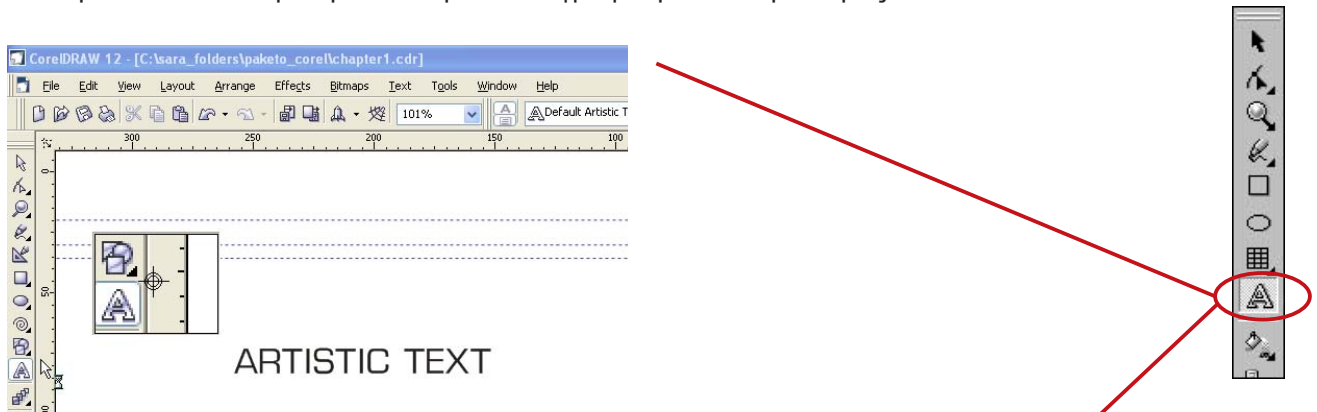 CorelDRAW 12 - [C:\sara_folders\paketo_corel\chapter1.cdr]
File Edit View Layout Arrange Effects Bitmaps Text Tools Window Help
101% Default Artistic T
300 250 200 150 100
0
50
ARTISTIC TEXT